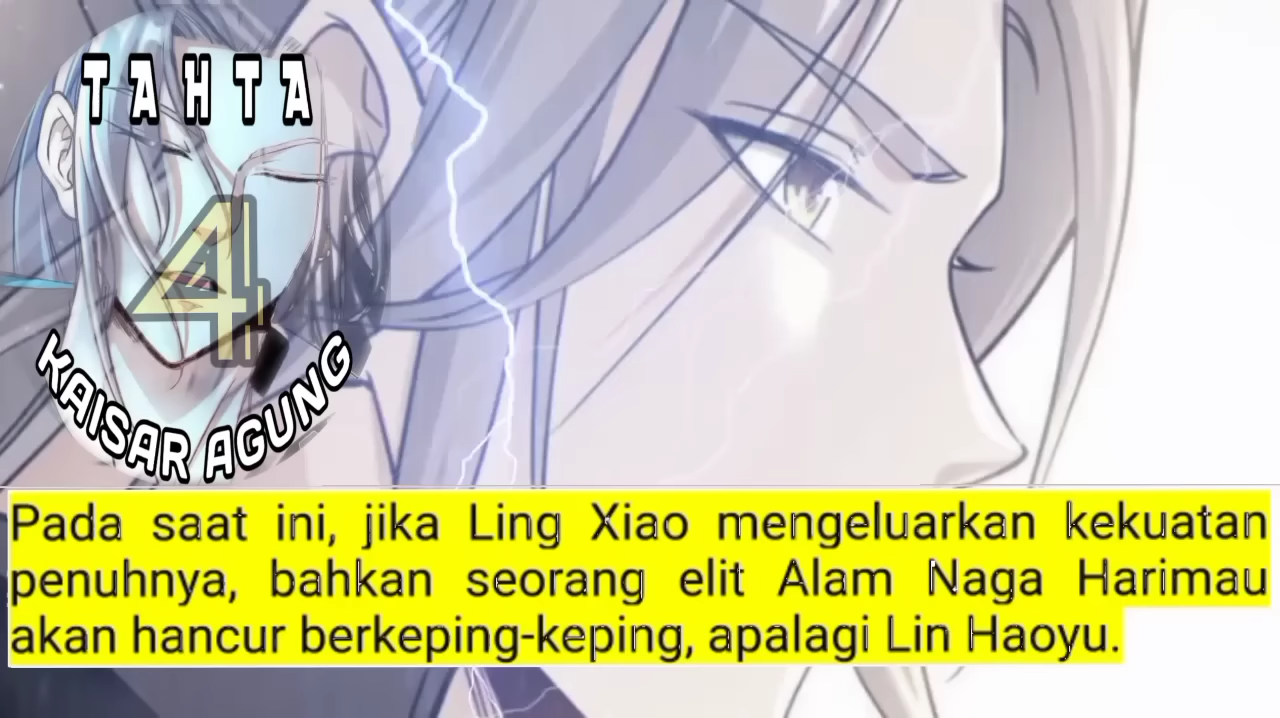 TAHTA
4
KAISAR AGUNG
Pada saat ini, jika Ling Xiao mengeluarkan kekuatan
penuhnya, bahkan seorang elit Alam Naga Harimau
akan hancur berkeping-keping, apalagi Lin Haoyu.